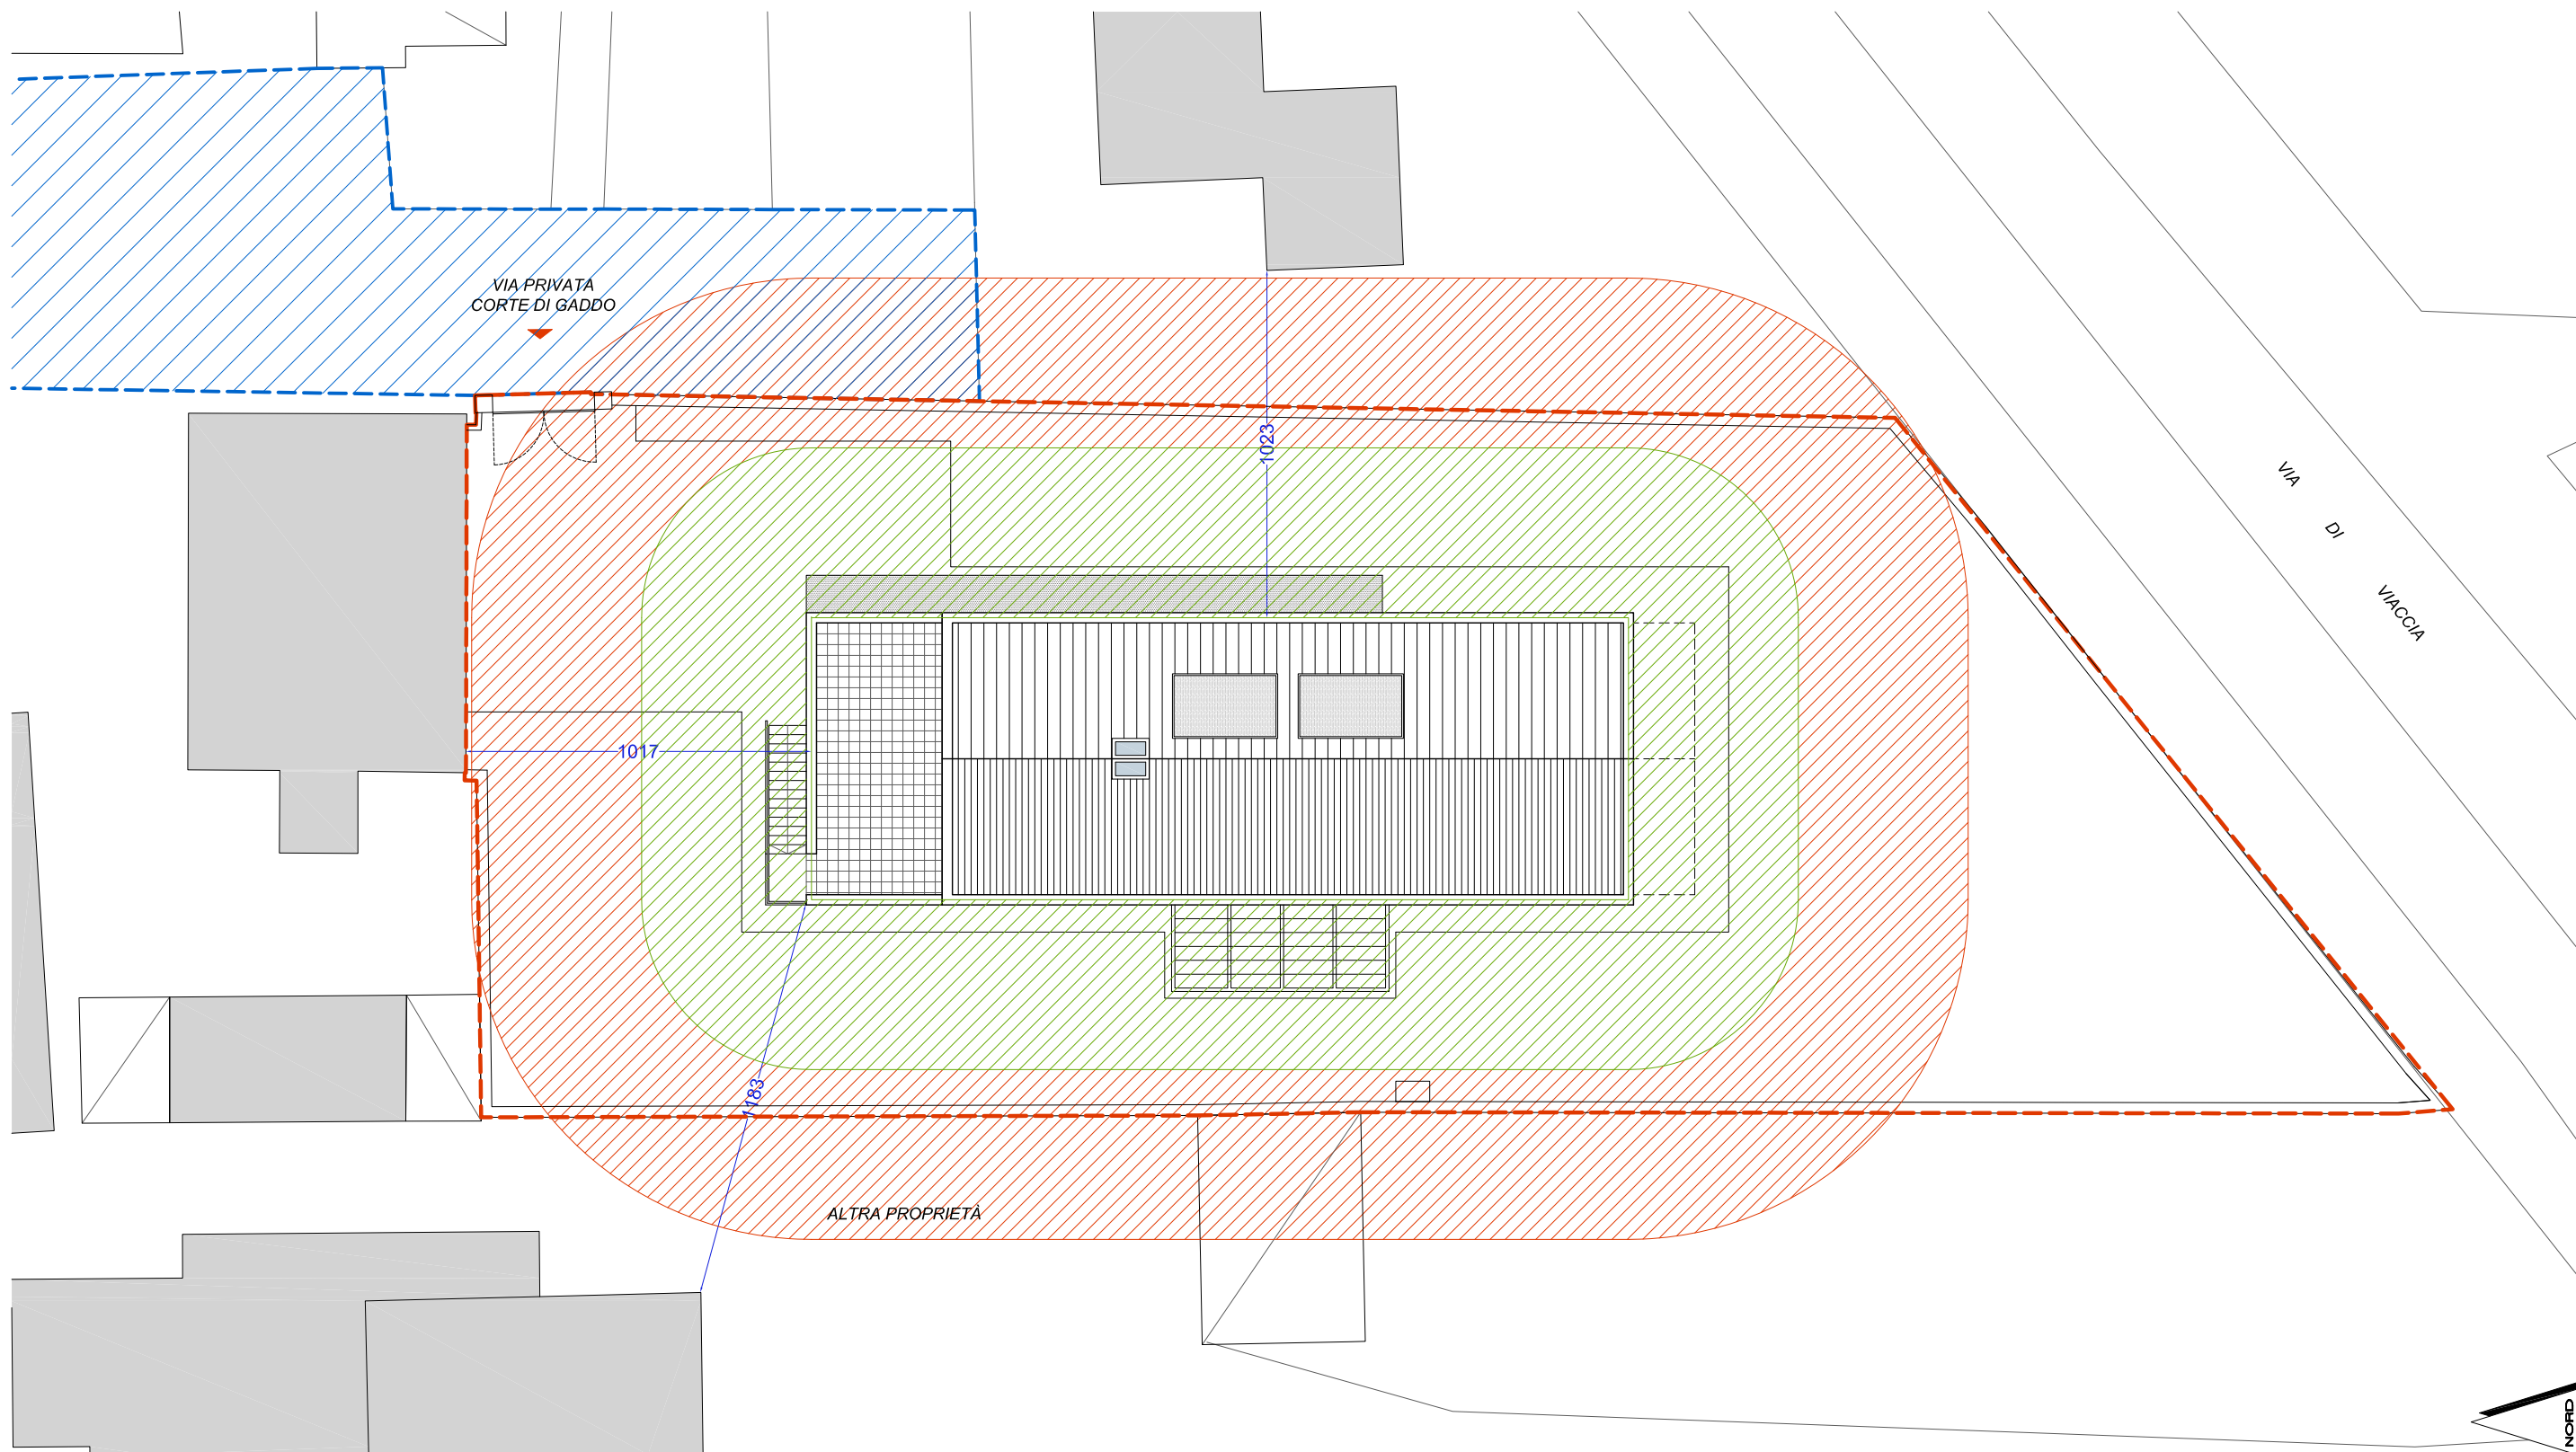 VIA PRIVATA
CORTE DI GADDO
1023
VIA
DI
VIACCIA
1017
1183
ALTRA PROPRIETÀ
NORD